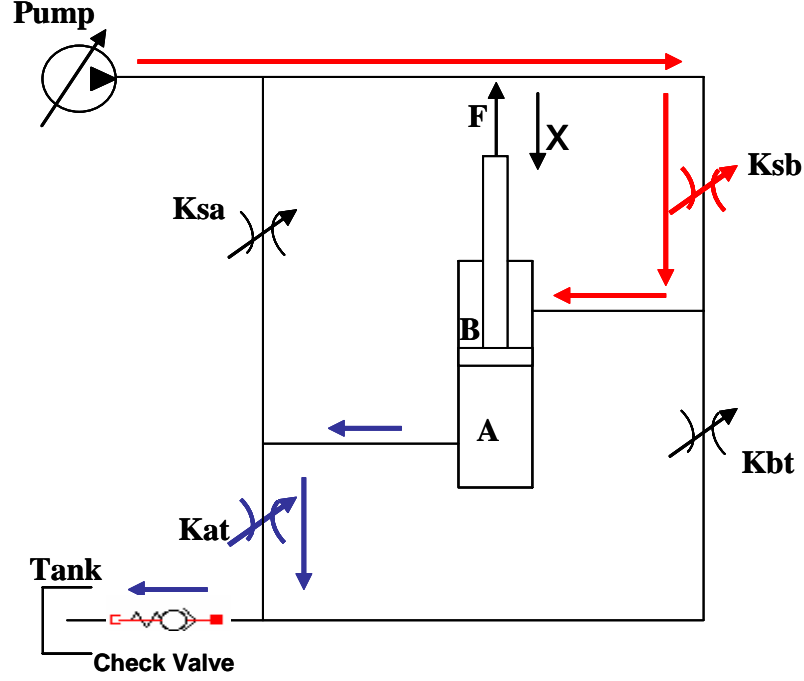 Pump
F
X
Ksb
Ksa
B
A
Kbt
Kat
Tank
Check Valve